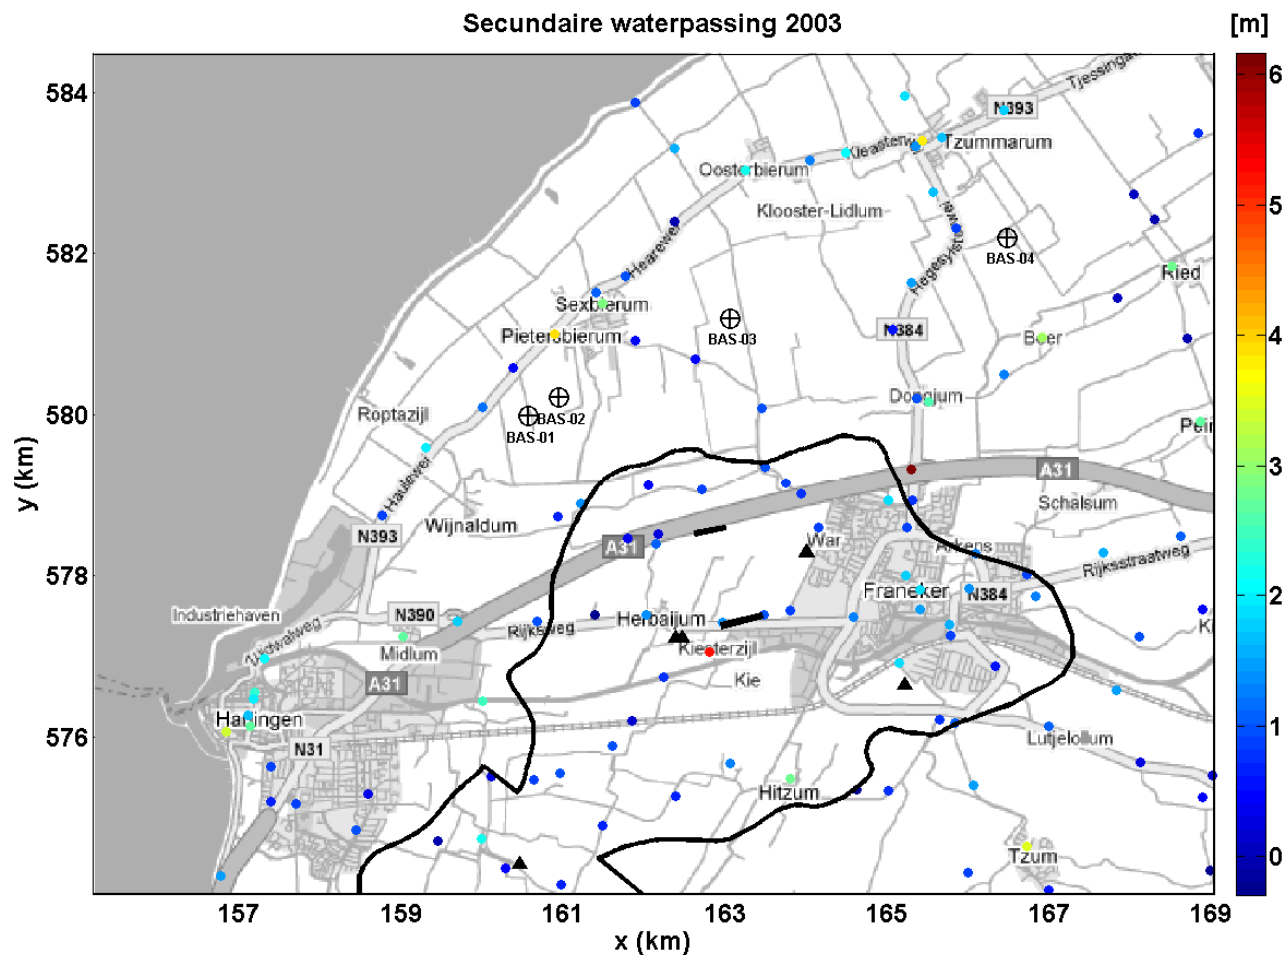 Secundaire waterpassing 2003
[m]
584
N393
Tjessinga
Kleasterw
Tzummarum
Oosterbierum
Klooster-Lidlum
582
Hearewei
BAS-04
Ried
Sexbierum
Pietersbierum
BAS-03
N384
Beer
580
Roptazijl
BAS-02
BAS-01
Dongjum
Haulewei
A31
Wijnaldum
Schalsum
N393
A31
War
Arkens
578
Rijksstraatweg
Industriehaven
N390
Franeker
N384
Herbaijum
Rijksweg
Midlum
Kiesterzijl
Kie
A31
Harlingen
576
N31
Lutjelollum
Hitzum
Tzum
157
159
161
163
165
167
169
x (km)
y (km)
6
5
4
3
2
1
0